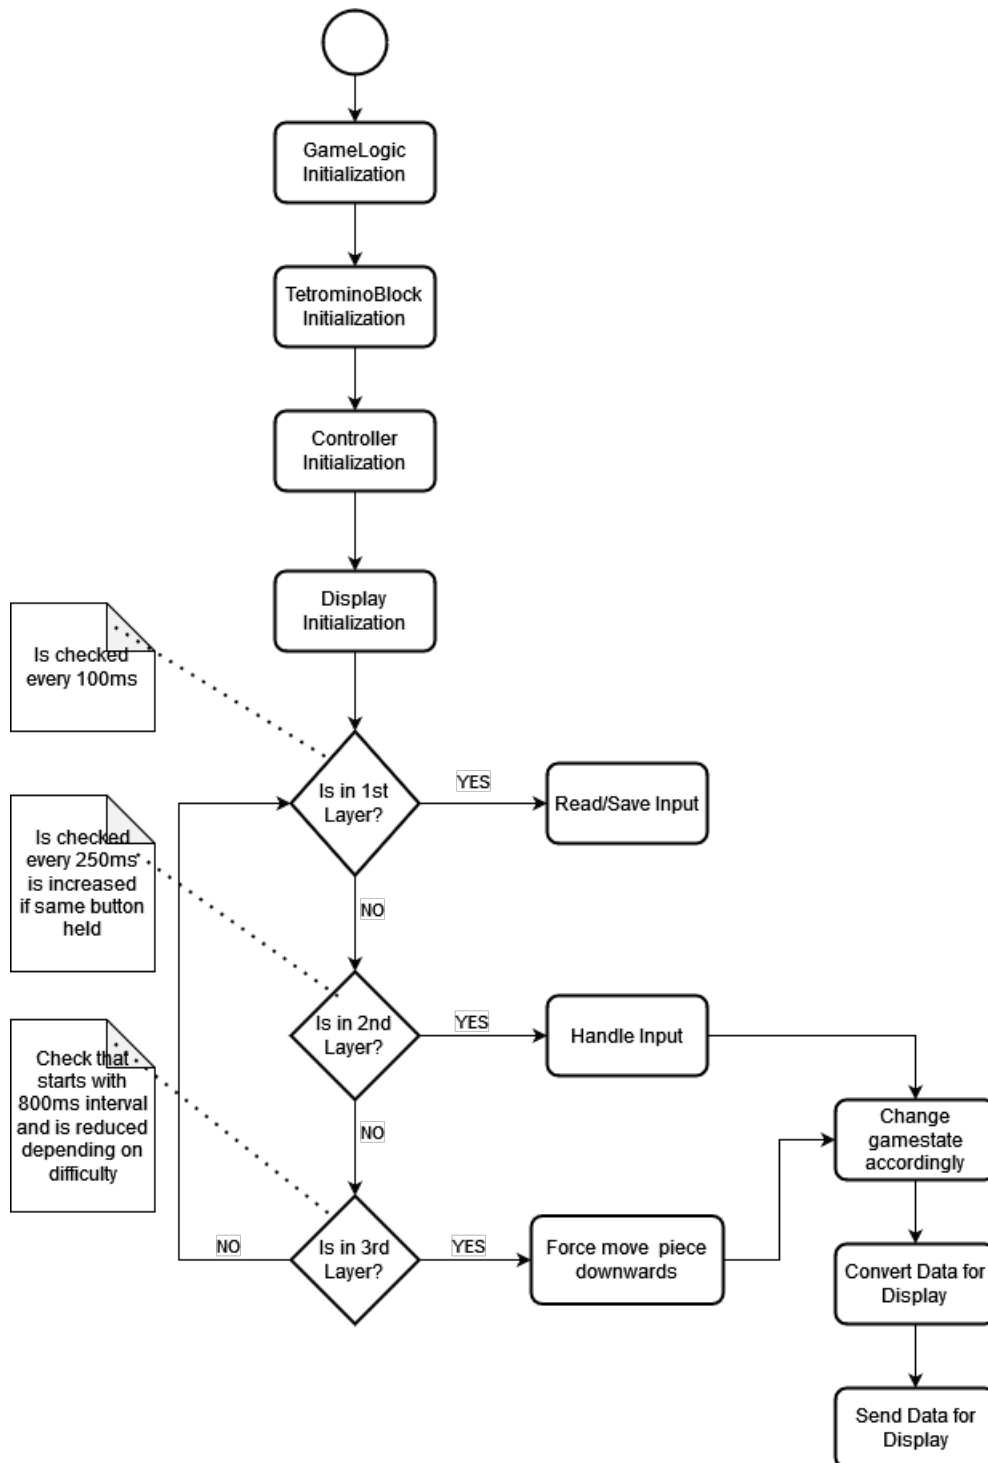 GameLogic
Initialization
TetrominoBlock
Initialization
Controller
Initialization
Display
Initialization
Is checked
every 100ms
Is in 1st
Layer?
YES
Read/Save Input
NO
Is checked
every 250ms
is increased
if same button
held
Is in 2nd
Layer?
YES
Handle Input
NO
Check that
starts with
800ms interval
and is reduced
depending on
difficulty
Change
gamestate
accordingly
Is in 3rd
Layer?
NO
YES
Force move piece
downwards
Convert Data for
Display
Send Data for
Display